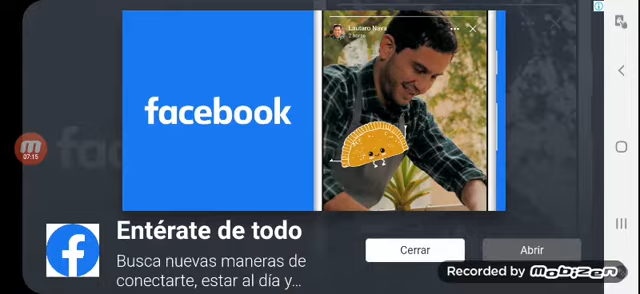 facebook
Lautaro Nava
07:15
Entérate de todo
Busca nuevas maneras de
conectarte, estar al día y...
Cerrar
Abrir
Recorded by Mobizen